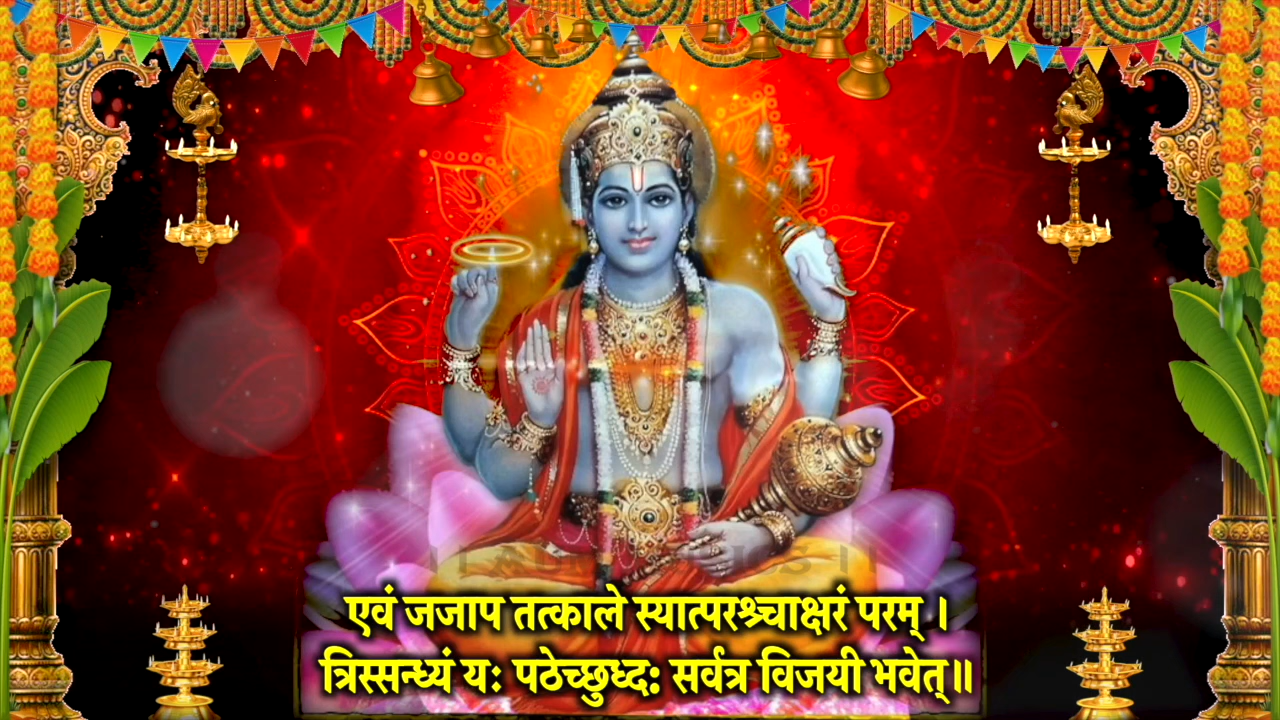 एवं जजाप तत्काले स्यात्परश्र्चाक्षरं परम् ।
त्रिस्सन्ध्यं यः पठेच्छुध्द: सर्वत्र विजयी भवेत्॥